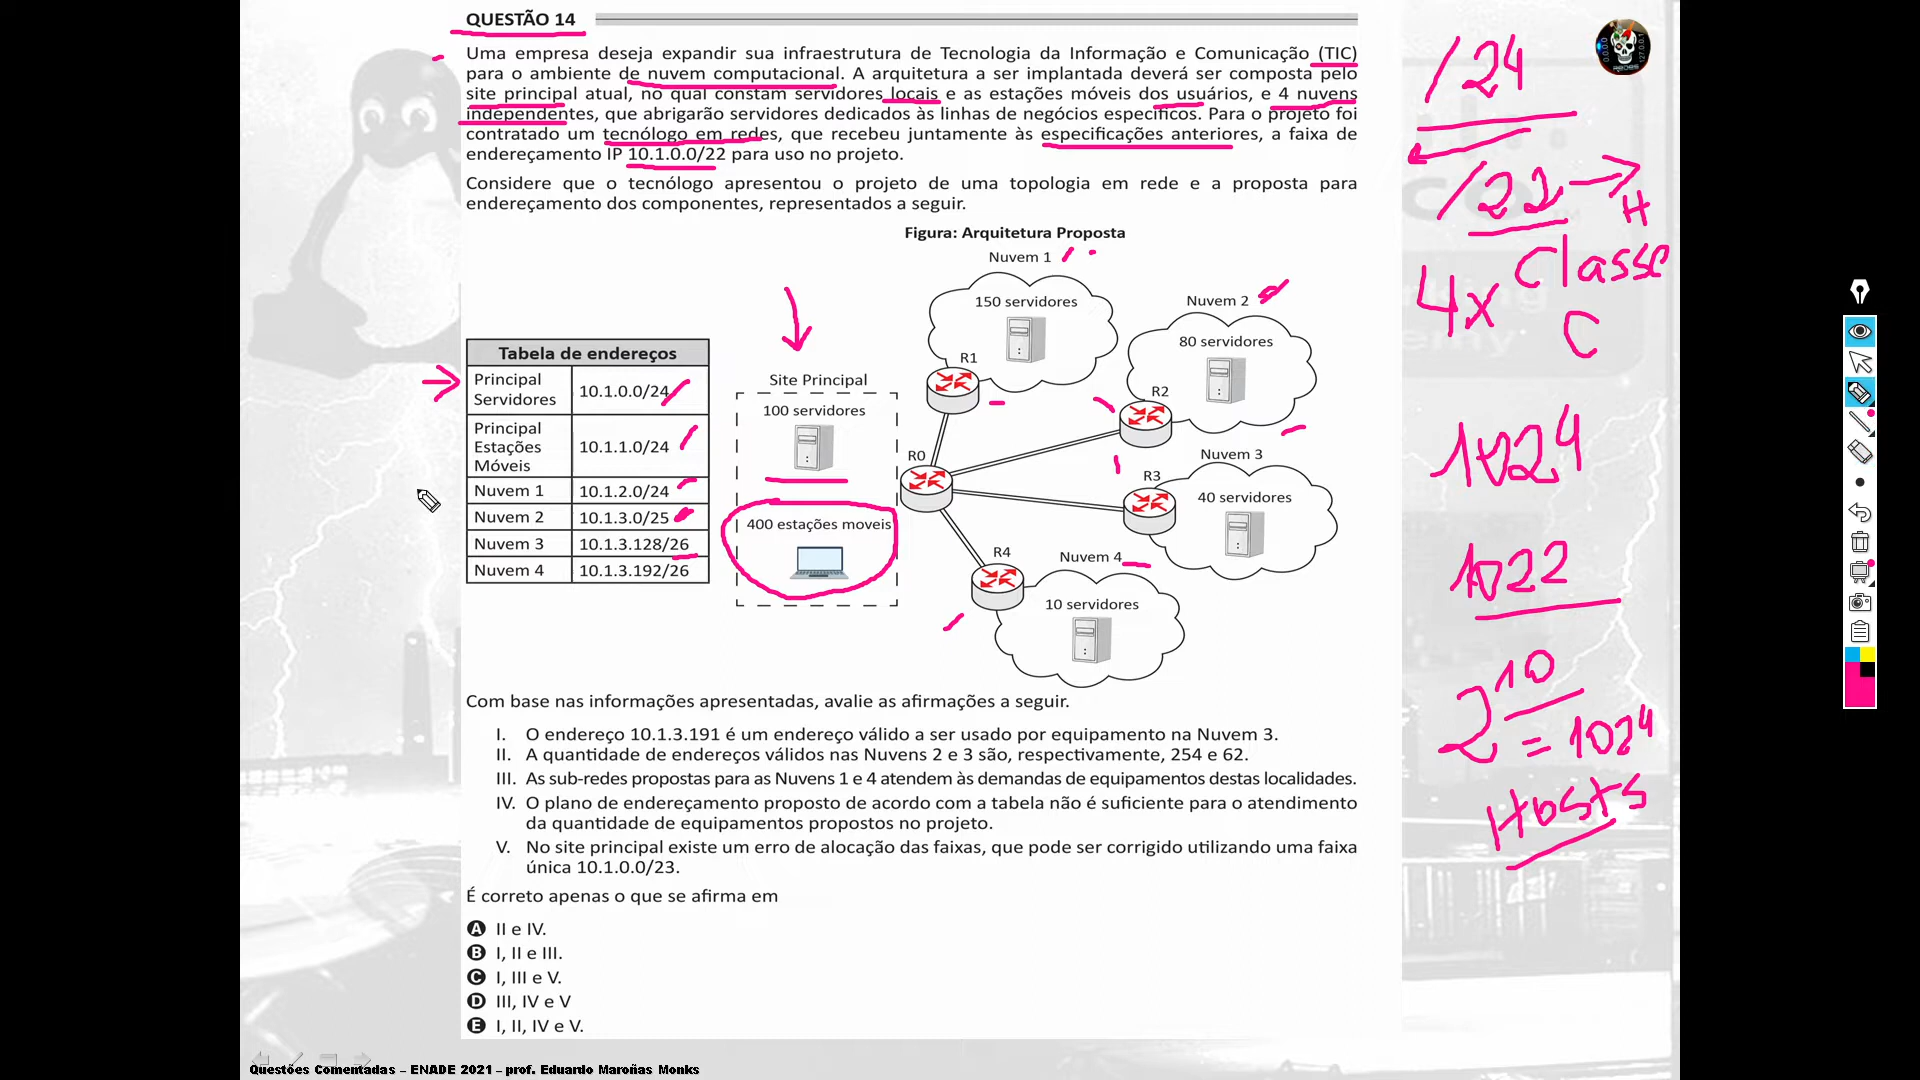 QUESTÃO 14
Uma empresa deseja expandir sua infraestrutura de Tecnologia da Informação e Comunicação (TIC)
para o ambiente de nuvem computacional. A arquitetura a ser implantada deverá ser composta pelo
site principal atual, no qual constam servidores locais e as estações móveis dos usuários, e 4 nuvens
independentes, que abrigarão servidores dedicados às linhas de negócios específicos. Para o projeto foi
contratado um tecnólogo em redes, que recebeu juntamente às especificações anteriores, a faixa de
endereçamento IP 10.1.0.0/22 para uso no projeto.
Considere que o tecnólogo apresentou o projeto de uma topologia em rede e a proposta para
endereçamento dos componentes, representados a seguir.
Figura: Arquitetura Proposta
Nuvem 1
150 servidores
R1
Nuvem 2
80 servidores
R2
Tabela de endereços
Principal Servidores 10.1.0.0/24
Principal Estações Móveis 10.1.1.0/24
Nuvem 1 10.1.2.0/24
Nuvem 2 10.1.3.0/25
Nuvem 3 10.1.3.128/26
Nuvem 4 10.1.3.192/26
Site Principal
100 servidores
400 estações moveis
R0
Nuvem 3
40 servidores
R3
R4
Nuvem 4
10 servidores
Com base nas informações apresentadas, avalie as afirmações a seguir.
I. O endereço 10.1.3.191 é um endereço válido a ser usado por equipamento na Nuvem 3.
II. A quantidade de endereços válidos nas Nuvens 2 e 3 são, respectivamente, 254 e 62.
III. As sub-redes propostas para as Nuvens 1 e 4 atendem às demandas de equipamentos destas localidades.
IV. O plano de endereçamento proposto de acordo com a tabela não é suficiente para o atendimento
da quantidade de equipamentos propostos no projeto.
V. No site principal existe um erro de alocação das faixas, que pode ser corrigido utilizando uma faixa
única 10.1.0.0/23.
É correto apenas o que se afirma em
A II e IV.
B I, II e III.
C I, III e V.
D III, IV e V
E I, II, IV e V.
/24
/22 → H
4x Classe
C
1024
1022
2^10
= 1024
Hosts
Questões Comentadas – ENADE 2021 – prof. Eduardo Maroñas Monks